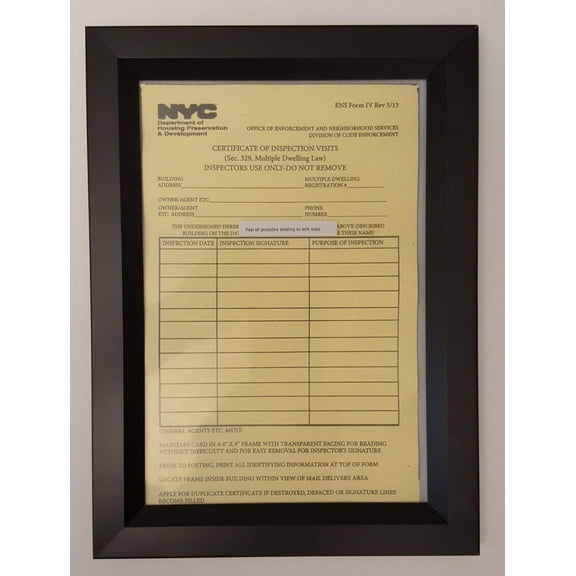 NYC
Department of
Housing Preservation
& Development
ENS Form IV Rev 5/13
OFFICE OF ENFORCEMENT AND NEIGHBORHOOD SERVICES
DIVISION OF CODE ENFORCEMENT
CERTIFICATE OF INSPECTION VISITS
(Sec. 329, Multiple Dwelling Law)
INSPECTORS USE ONLY-DO NOT REMOVE
BUILDING ADDRESS
MULTIPLE DWELLING REGISTRATION #
OWNER/AGENT ETC.
OWNER/AGENT ETC. ADDRESS
PHONE NUMBER
THE UNDERSIGNED ABOVE-DESCRIBED
Peel off protective sheeting on both sides
BUILDING ON THE THEIR NAME
INSPECTION DATE INSPECTION SIGNATURE PURPOSE OF INSPECTION
OWNERS, AGENTS ETC. MUST:
MAINTAIN CARD IN A 6" X 9" FRAME WITH TRANSPARENT FACING FOR READING
WITHOUT DIFFICULTY AND FOR EASY REMOVAL FOR INSPECTOR'S SIGNATURE
PRIOR TO POSTING, PRINT ALL IDENTIFYING INFORMATION AT TOP OF FORM
LOCATE FRAME INSIDE BUILDING WITHIN VIEW OF MAIL DELIVERY AREA
APPLY FOR DUPLICATE CERTIFICATE IF DESTROYED, DEFACED OR SIGNATURE LINES
BECOME FILLED